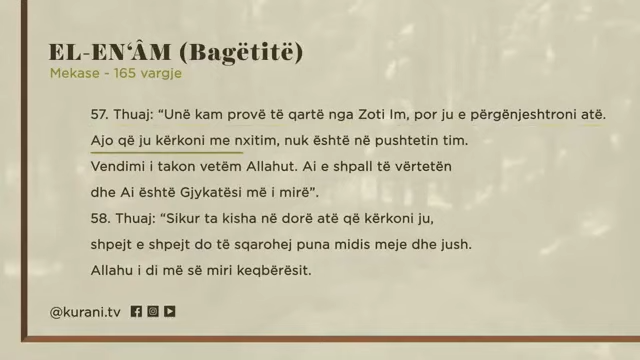 EL-EN‘ÂM (Bagëtitë)
Mekase - 165 vargje
57. Thuaj: “Unë kam provë të qartë nga Zoti Im, por ju e përgënjeshtroni atë.
Ajo që ju kërkoni me nxitim, nuk është në pushtetin tim.
Vendimi i takon vetëm Allahut. Ai e shpall të vërtetën
dhe Ai është Gjykatësi më i mirë”.
58. Thuaj: “Sikur ta kisha në dorë atë që kërkoni ju,
shpejt e shpejt do të sqarohej puna midis meje dhe jush.
Allahu i di më së miri keqbërësit.
@kurani.tv